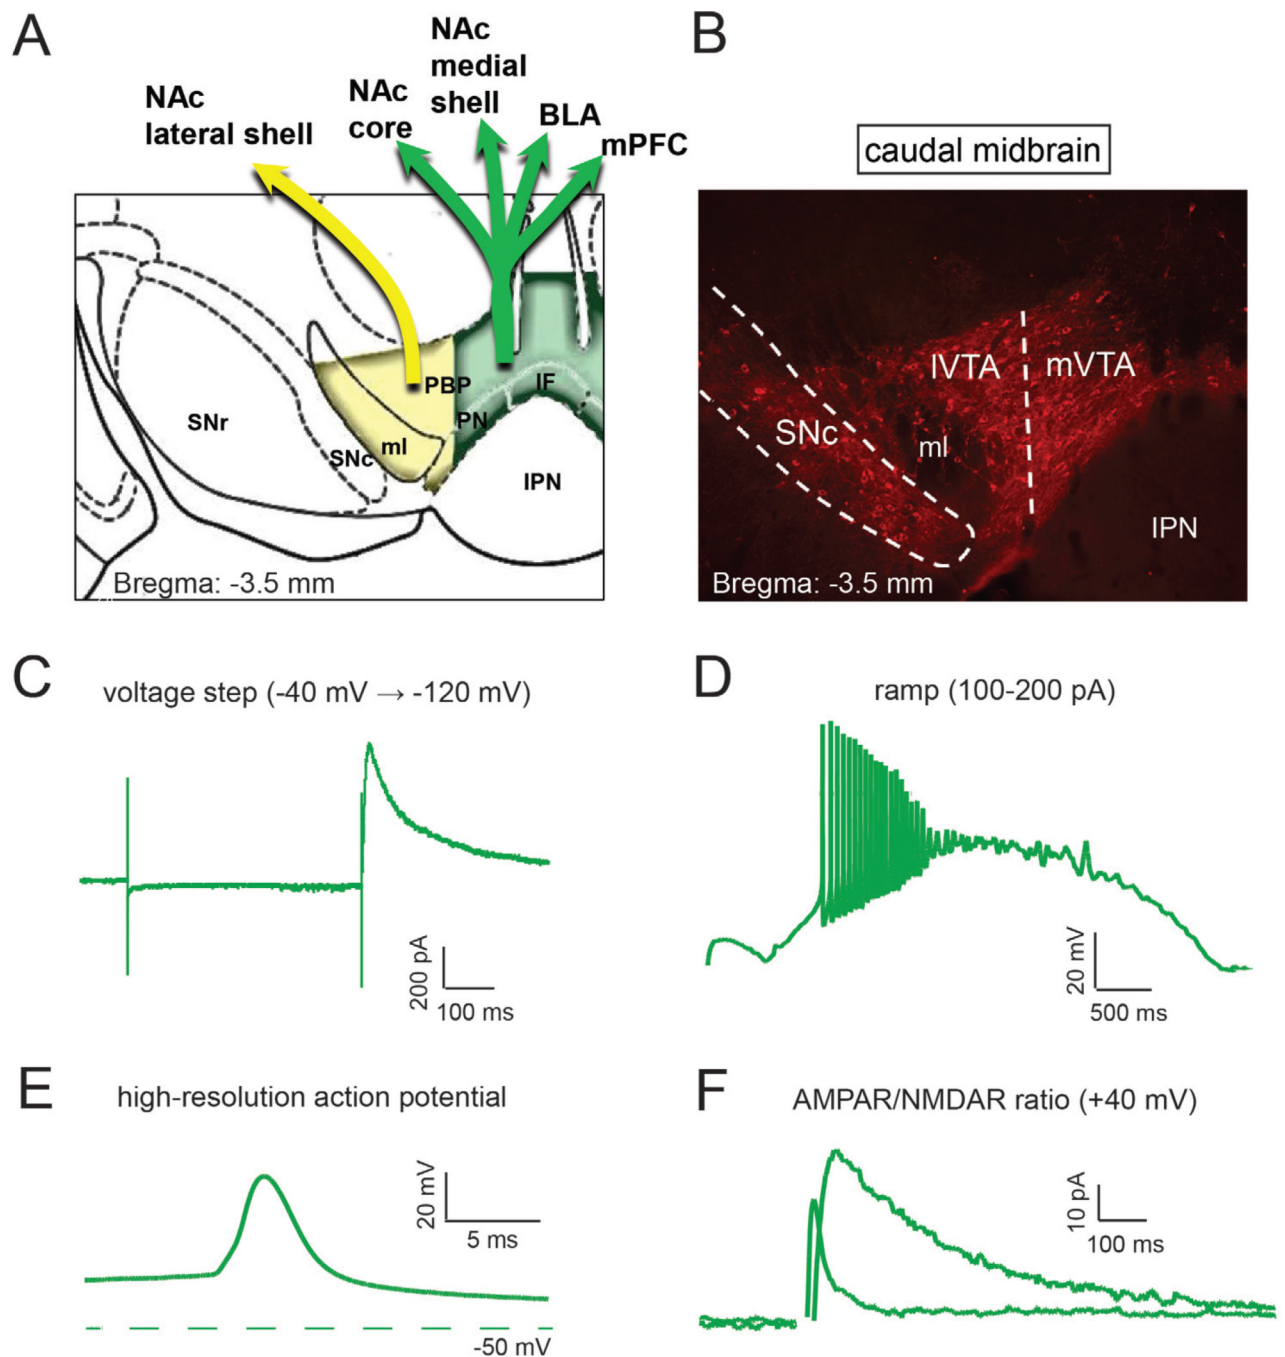 A
NAc
lateral shell
NAc
core
NAc
medial
shell
BLA
mPFC
SNr
SNc
ml
PBP
PN
IF
IPN
Bregma: -3.5 mm
B
caudal midbrain
lVTA
mVTA
SNc
ml
IPN
Bregma: -3.5 mm
C
voltage step (-40 mV → -120 mV)
200 pA
100 ms
D
ramp (100-200 pA)
20 mV
500 ms
E
high-resolution action potential
20 mV
5 ms
-50 mV
F
AMPAR/NMDAR ratio (+40 mV)
10 pA
100 ms